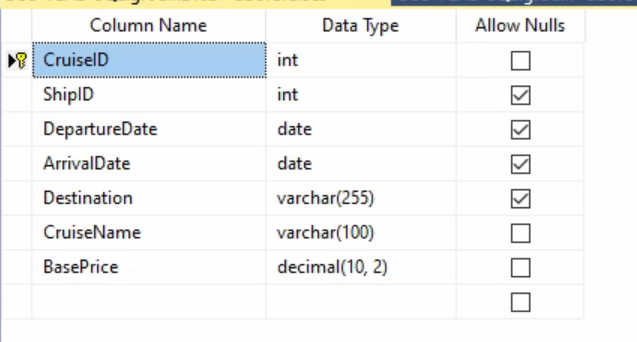 Column Name Data Type Allow Nulls
CruiseID int
ShipID int
DepartureDate date
ArrivalDate date
Destination varchar(255)
CruiseName varchar(100)
BasePrice decimal(10, 2)